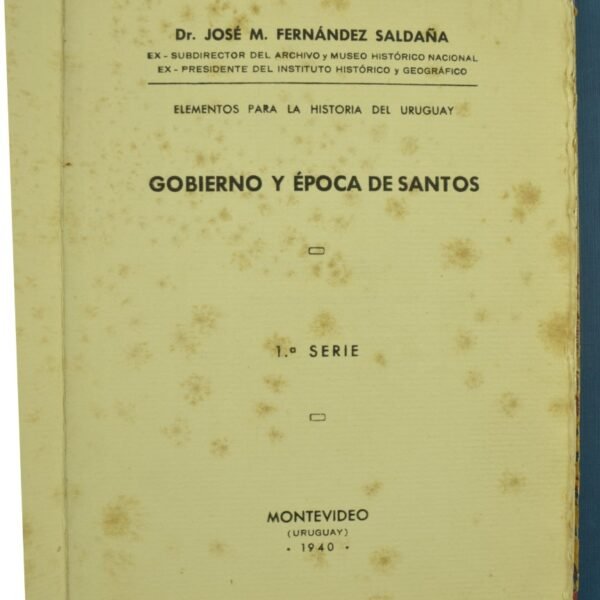 Dr. JOSÉ M. FERNÁNDEZ SALDAÑA
EX - SUBDIRECTOR DEL ARCHIVO y MUSEO HISTÓRICO NACIONAL
EX - PRESIDENTE DEL INSTITUTO HISTÓRICO y GEOGRÁFICO
ELEMENTOS PARA LA HISTORIA DEL URUGUAY
GOBIERNO Y ÉPOCA DE SANTOS
1.ª SERIE
MONTEVIDEO
(URUGUAY)
· 1940 ·